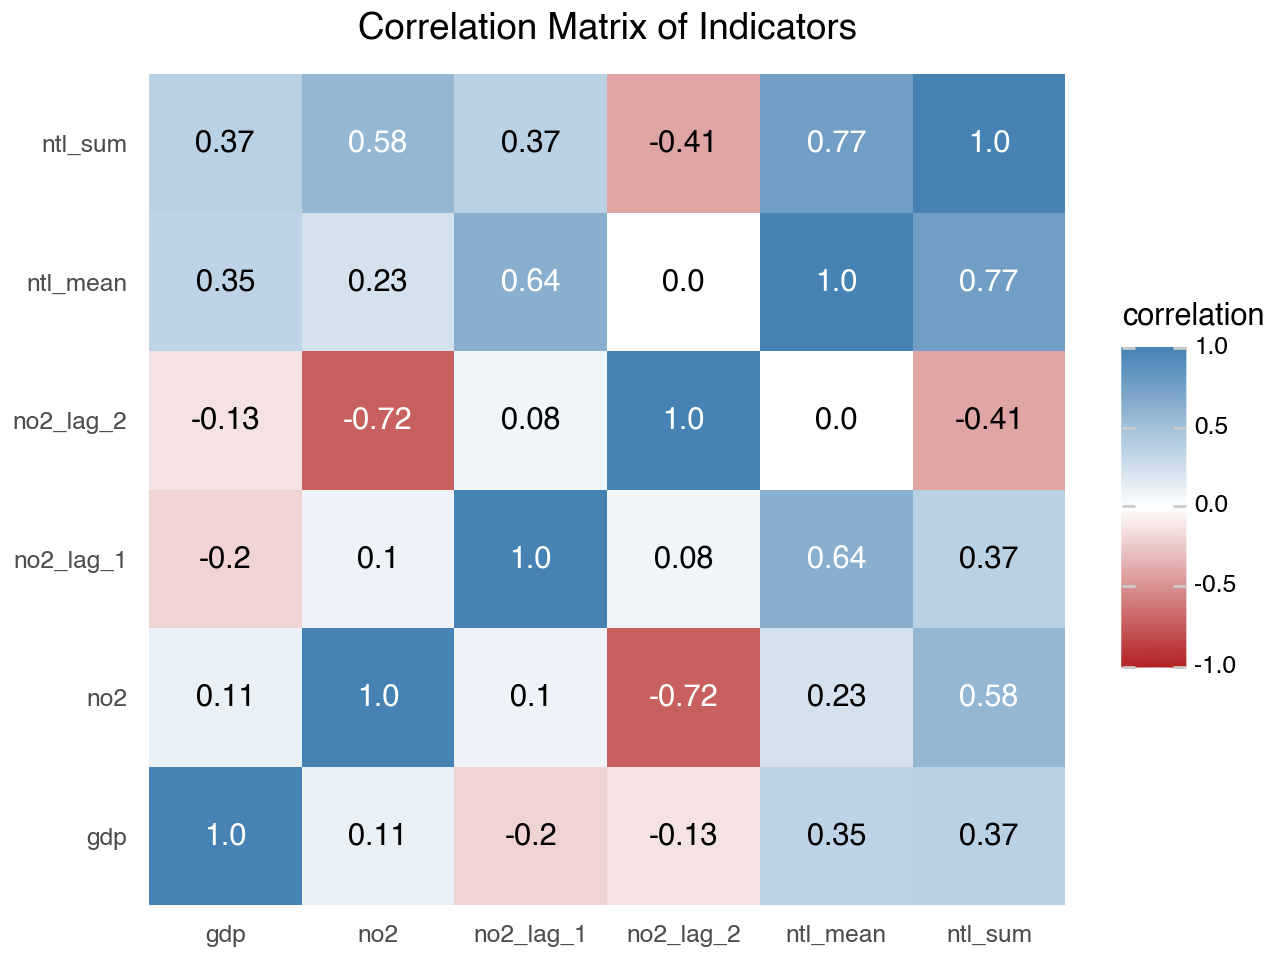 Correlation Matrix of Indicators
ntl_sum 0.37 0.58 0.37 -0.41 0.77 1.0
ntl_mean 0.35 0.23 0.64 0.0 1.0 0.77
no2_lag_2 -0.13 -0.72 0.08 1.0 0.0 -0.41
no2_lag_1 -0.2 0.1 1.0 0.08 0.64 0.37
no2 0.11 1.0 0.1 -0.72 0.23 0.58
gdp 1.0 0.11 -0.2 -0.13 0.35 0.37
gdp no2 no2_lag_1 no2_lag_2 ntl_mean ntl_sum
correlation
1.0
0.5
0.0
-0.5
-1.0